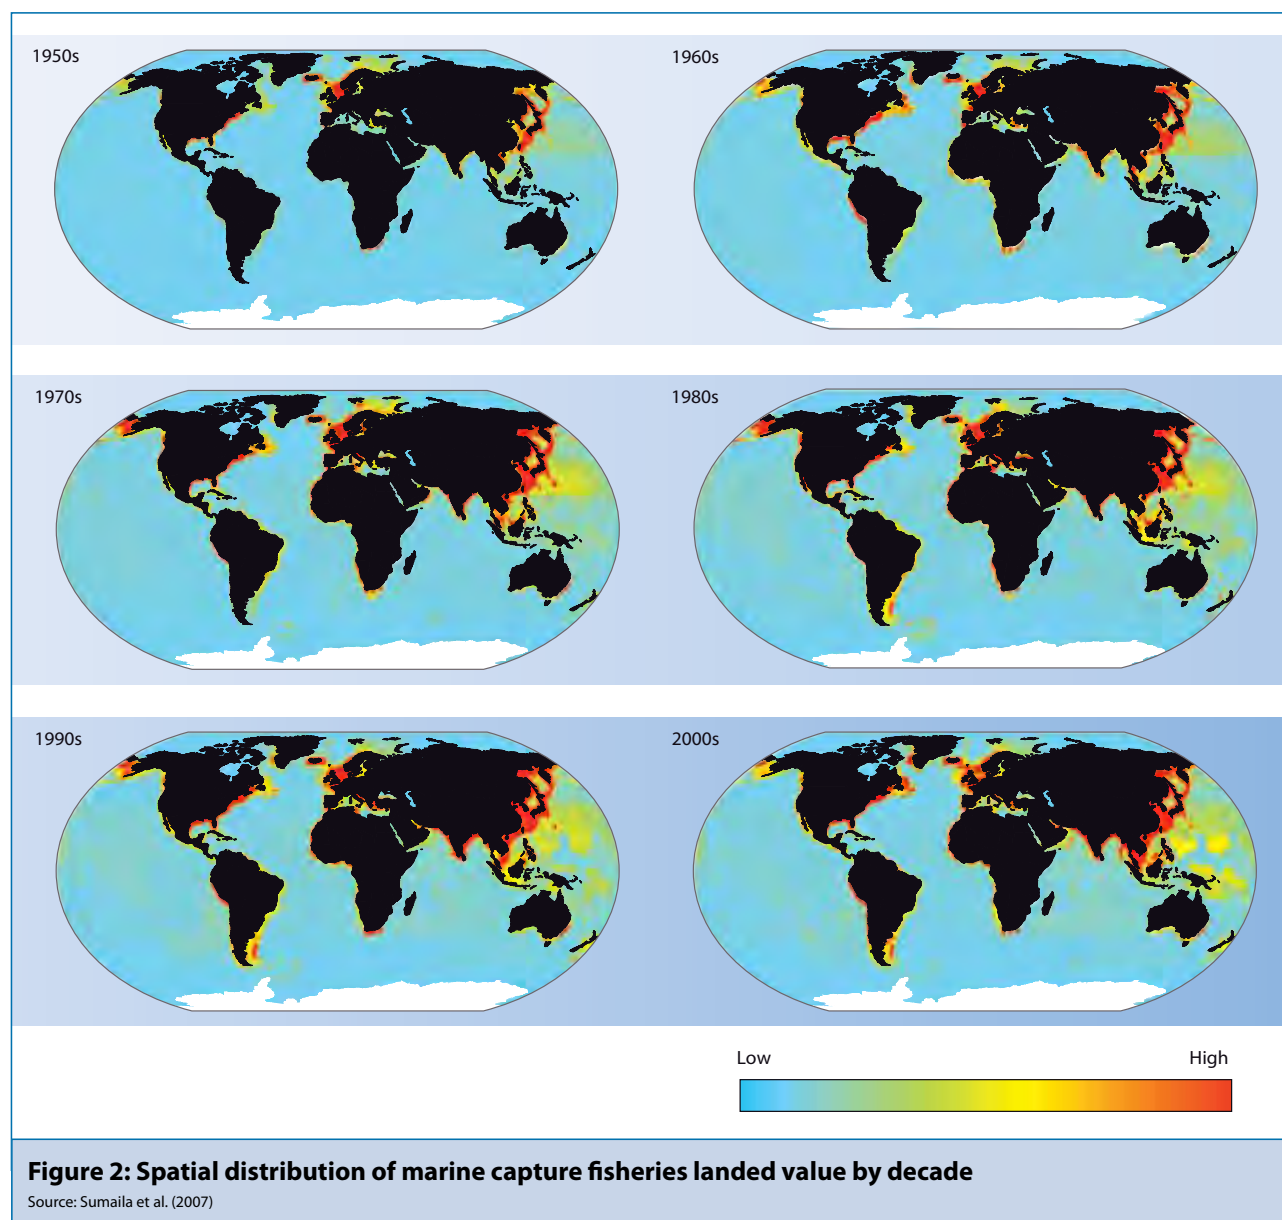 1950s
1960s
1970s
1980s
1990s
2000s
Low
High
Figure 2: Spatial distribution of marine capture fisheries landed value by decade
Source: Sumaila et al. (2007)